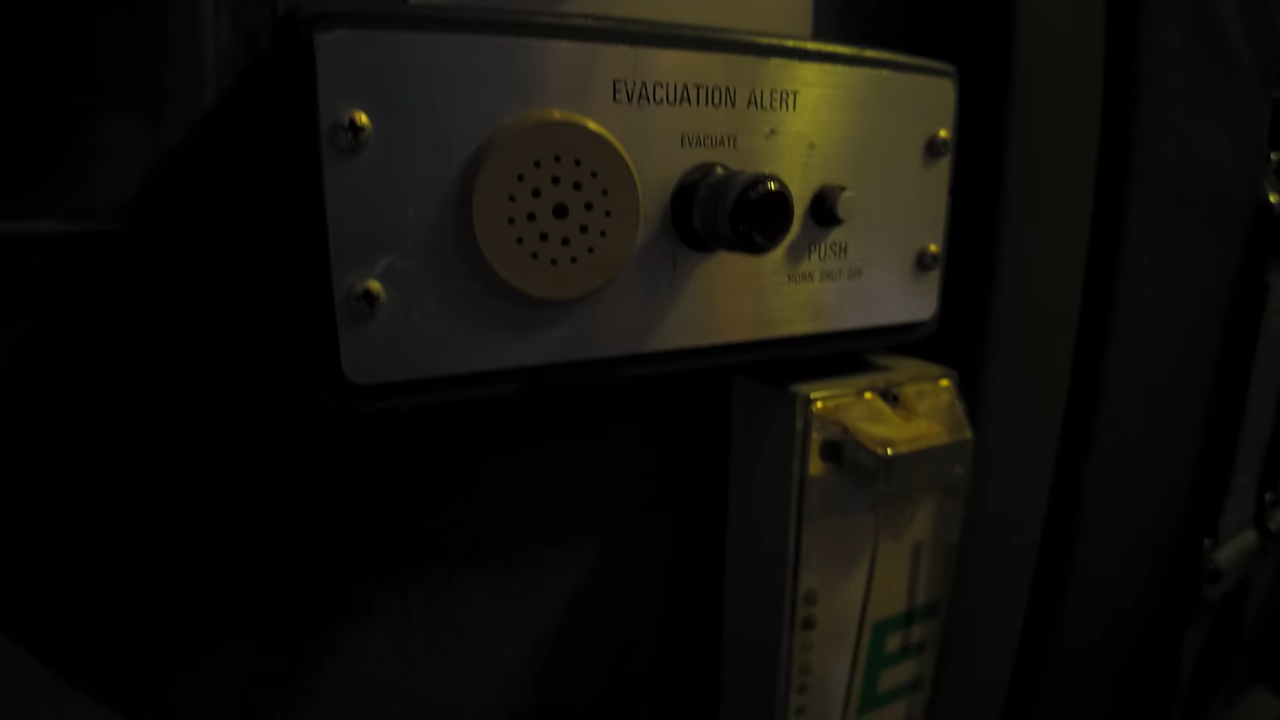 EVACUATION ALERT
EVACUATE
PUSH
HORN SHUT OFF
E